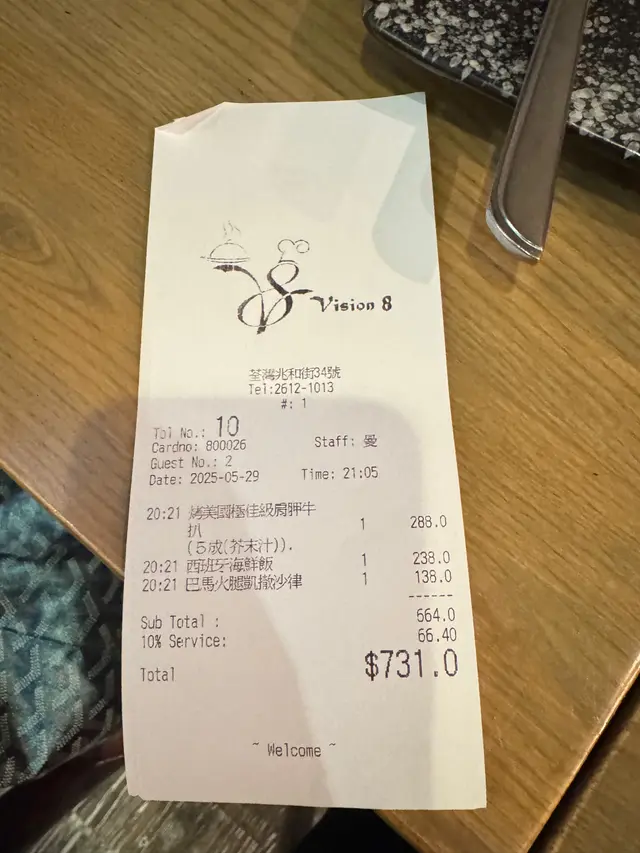 Vision 8
荃灣兆和街34號
Tel:2612-1013
#: 1
Tbl No.: 10
Cardno: 800026
Staff: 愛
Guest No.: 2
Date: 2025-05-29 Time: 21:05
20:21 烤美國極佳級肩胛牛扒 1 288.0
(5成(芥末汁)).
20:21 西班牙海鮮飯 1 238.0
20:21 巴馬火腿凱撒沙律 1 138.0
------
Sub Total : 664.0
10% Service: 66.40
Total $731.0
~ Welcome ~